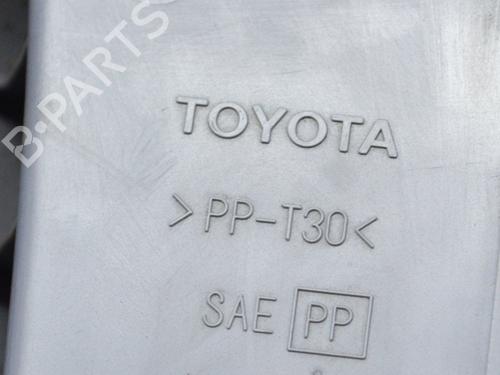 B-PARTS
TOYOTA
>PP-T30<
SAE PP